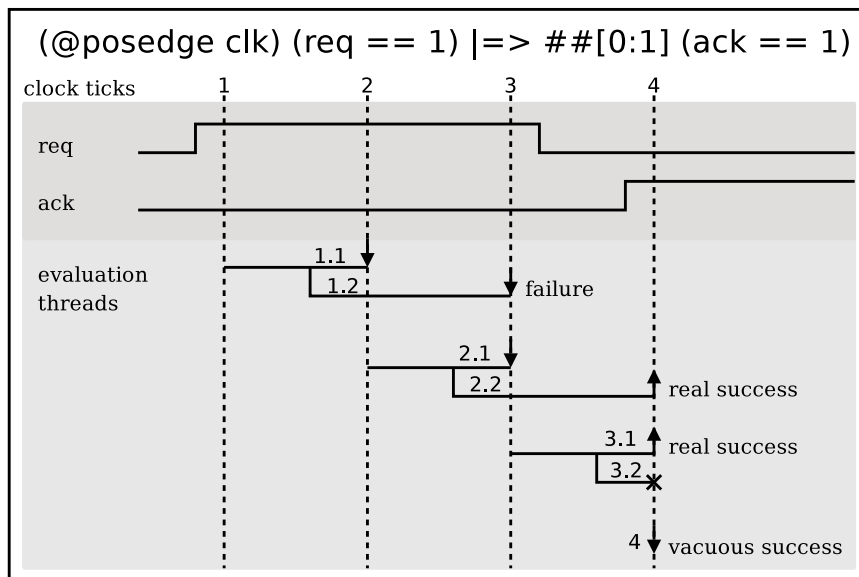 (@posedge clk) (req == 1) |=> ##[0:1] (ack == 1)
clock ticks 1 2 3 4
req
ack
evaluation threads
1.1
1.2
failure
2.1
2.2
real success
3.1
real success
3.2
4 vacuous success